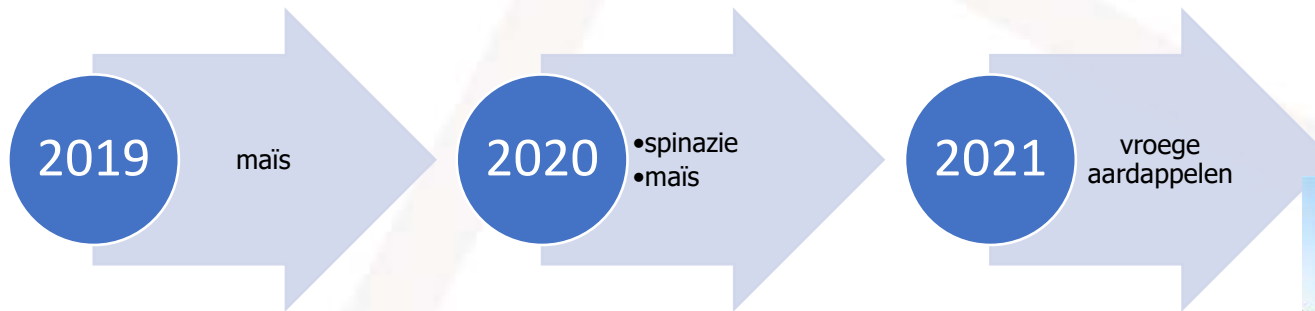 2019
maïs
2020
•spinazie
•maïs
2021
vroege
aardappelen